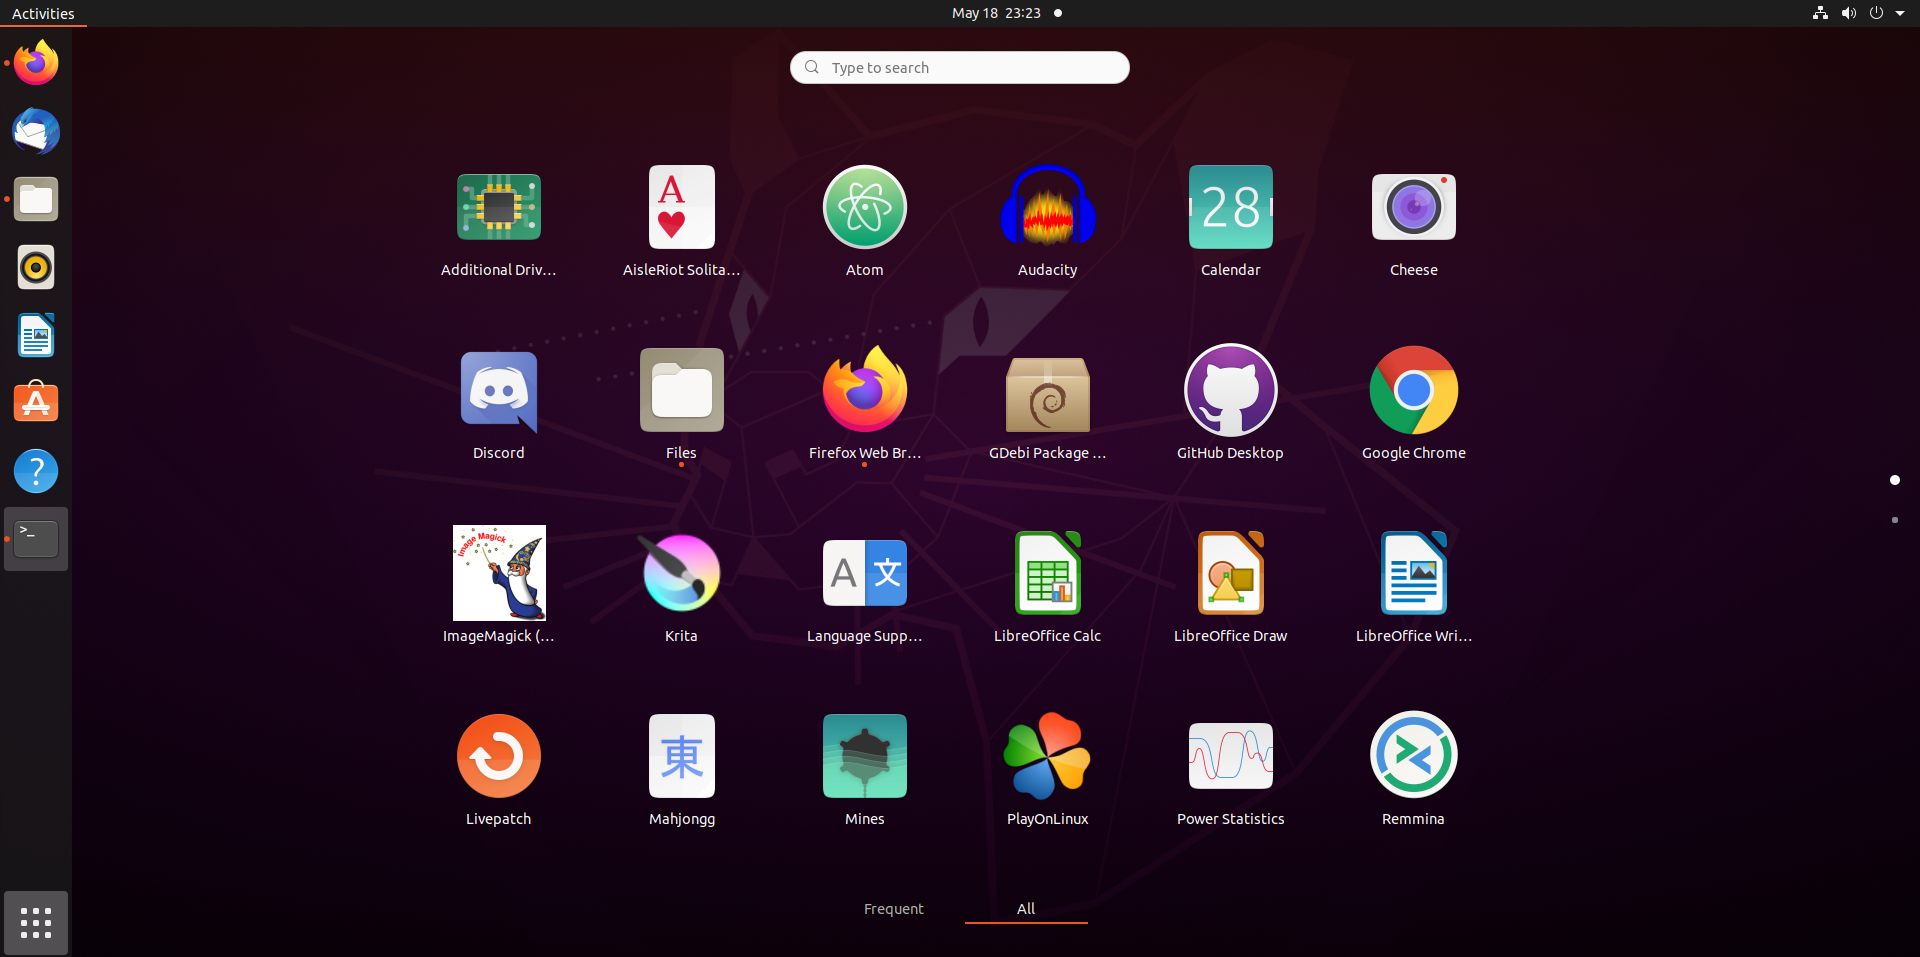 Activities
May 18 23:23
Type to search
Additional Driv…
AisleRiot Solita…
Atom
Audacity
Calendar
Cheese
A
28
Discord
Files
Firefox Web Br…
GDebi Package …
GitHub Desktop
Google Chrome
?
>_
Image Magick
A
文
ImageMagick (…
Krita
Language Supp…
LibreOffice Calc
LibreOffice Draw
LibreOffice Wri…
東
Livepatch
Mahjongg
Mines
PlayOnLinux
Power Statistics
Remmina
Frequent
All